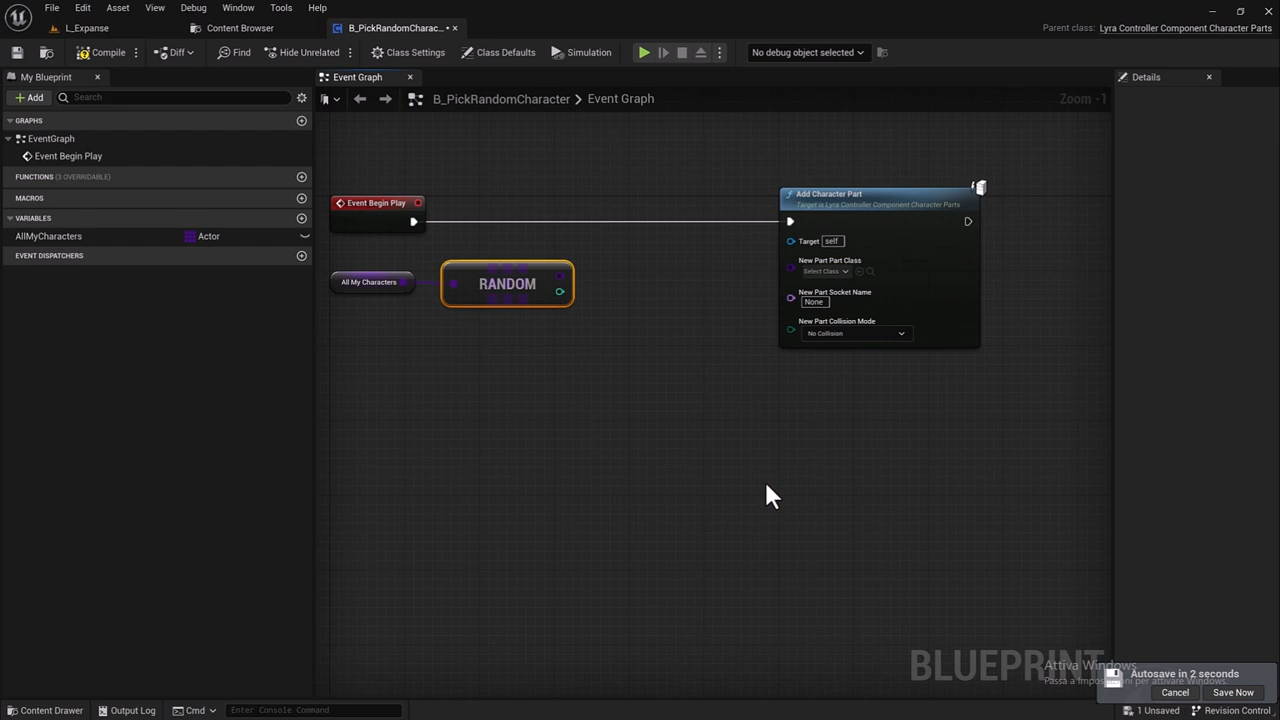 File Edit Asset View Debug Window Tools Help
L_Expanse Content Browser B_PickRandomCharac... • Parent class: Lyra Controller Component Character Parts
Compile Diff Find Hide Unrelated Class Settings Class Defaults Simulation No debug object selected
My Blueprint Event Graph Details
+ Add Search B_PickRandomCharacter > Event Graph Zoom -1
GRAPHS
EventGraph
Event Begin Play
FUNCTIONS (3 OVERRIDABLE)
MACROS
VARIABLES
AllMyCharacters Actor
EVENT DISPATCHERS
Event Begin Play
All My Characters
RANDOM
Add Character Part
Target is Lyra Controller Component Character Parts
Target self
New Part Part Class
Select Class
New Part Socket Name
None
New Part Collision Mode
No Collision
BLUEPRINT
Attiva Windows
Passa a Impostazioni per attivare Windows.
Autosave in 2 seconds
Cancel Save Now
Content Drawer Output Log Cmd Enter Console Command 1 Unsaved Revision Control